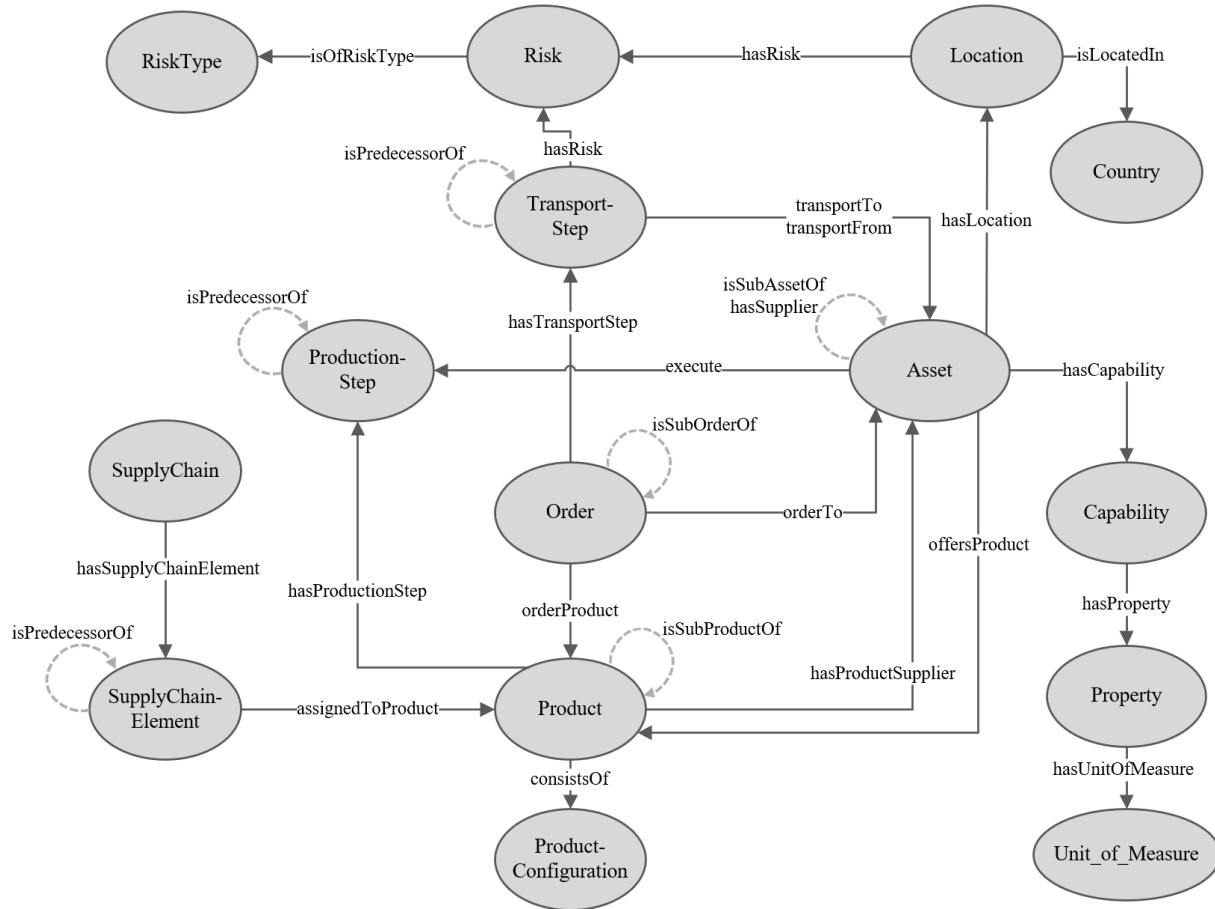 RiskType
isOfRiskType
Risk
hasRisk
Location
isLocatedIn
Country
hasRisk
isPredecessorOf
Transport-
Step
transportTo
transportFrom
hasLocation
isPredecessorOf
hasTransportStep
isSubAssetOf
hasSupplier
Production-
Step
execute
Asset
hasCapability
SupplyChain
isSubOrderOf
Order
orderTo
Capability
offersProduct
hasSupplyChainElement
hasProductionStep
orderProduct
hasProperty
isPredecessorOf
isSubProductOf
hasProductSupplier
SupplyChain-
Element
assignedToProduct
Product
Property
hasUnitOfMeasure
consistsOf
Product-
Configuration
Unit_of_Measure